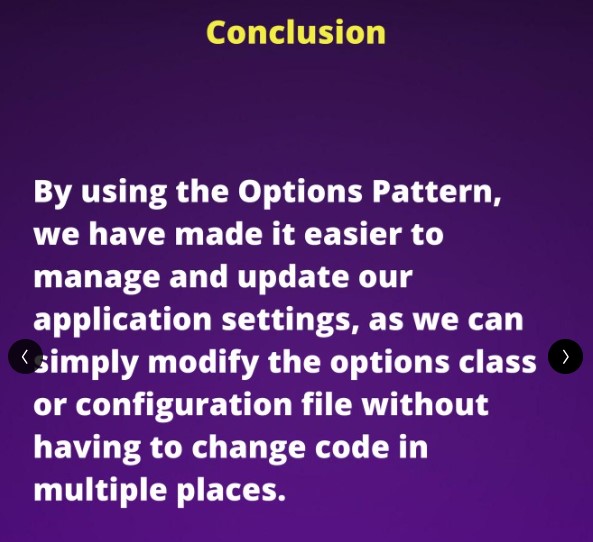 Conclusion
By using the Options Pattern,
we have made it easier to
manage and update our
application settings, as we can
simply modify the options class
or configuration file without
having to change code in
multiple places.